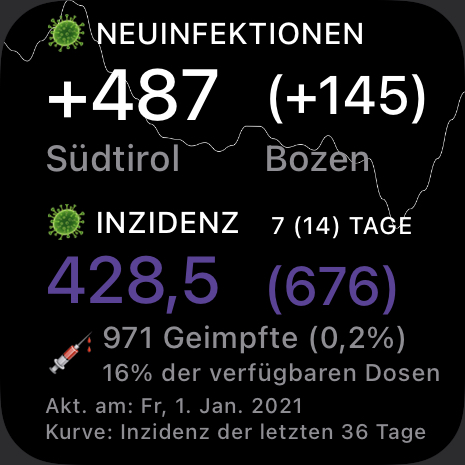 NEUINFEKTIONEN
+487 (+145)
Südtirol Bozen
INZIDENZ 7 (14) TAGE
428,5 (676)
971 Geimpfte (0,2%)
16% der verfügbaren Dosen
Akt. am: Fr, 1. Jan. 2021
Kurve: Inzidenz der letzten 36 Tage